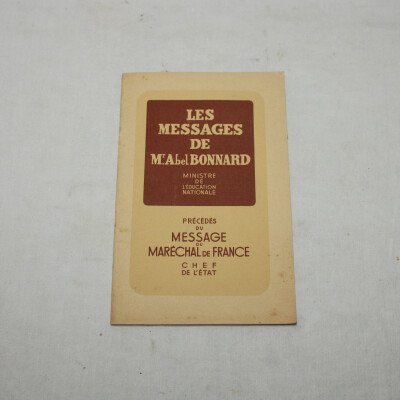 LES
MESSAGES
DE
Mr Abel BONNARD
MINISTRE
DE
L'ÉDUCATION
NATIONALE
PRÉCÉDÉS
DU
MESSAGE
DU
MARÉCHAL DE FRANCE
CHEF
DE L'ÉTAT